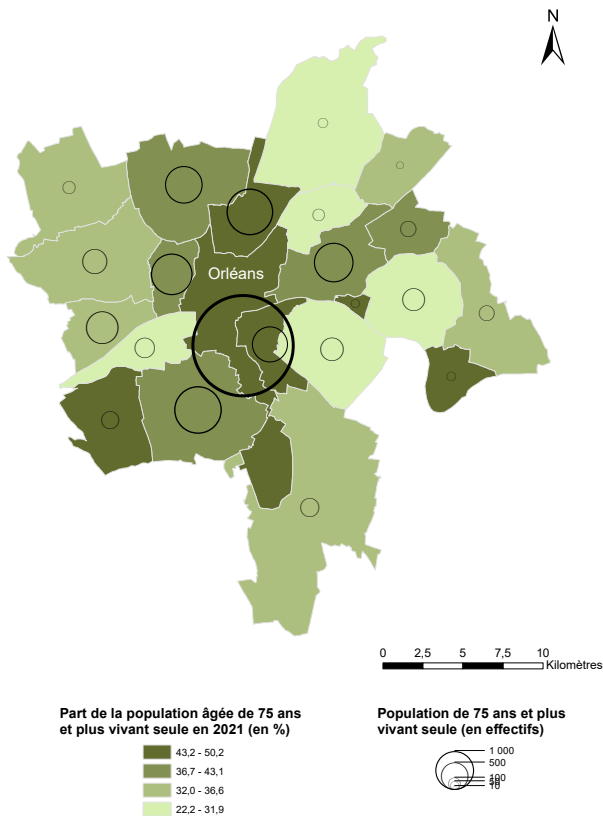 N
Orléans
0 2,5 5 7,5 10
Kilomètres
Part de la population âgée de 75 ans
et plus vivant seule en 2021 (en %)
43,2 - 50,2
36,7 - 43,1
32,0 - 36,6
22,2 - 31,9
Population de 75 ans et plus
vivant seule (en effectifs)
1 000
500
100
50
10